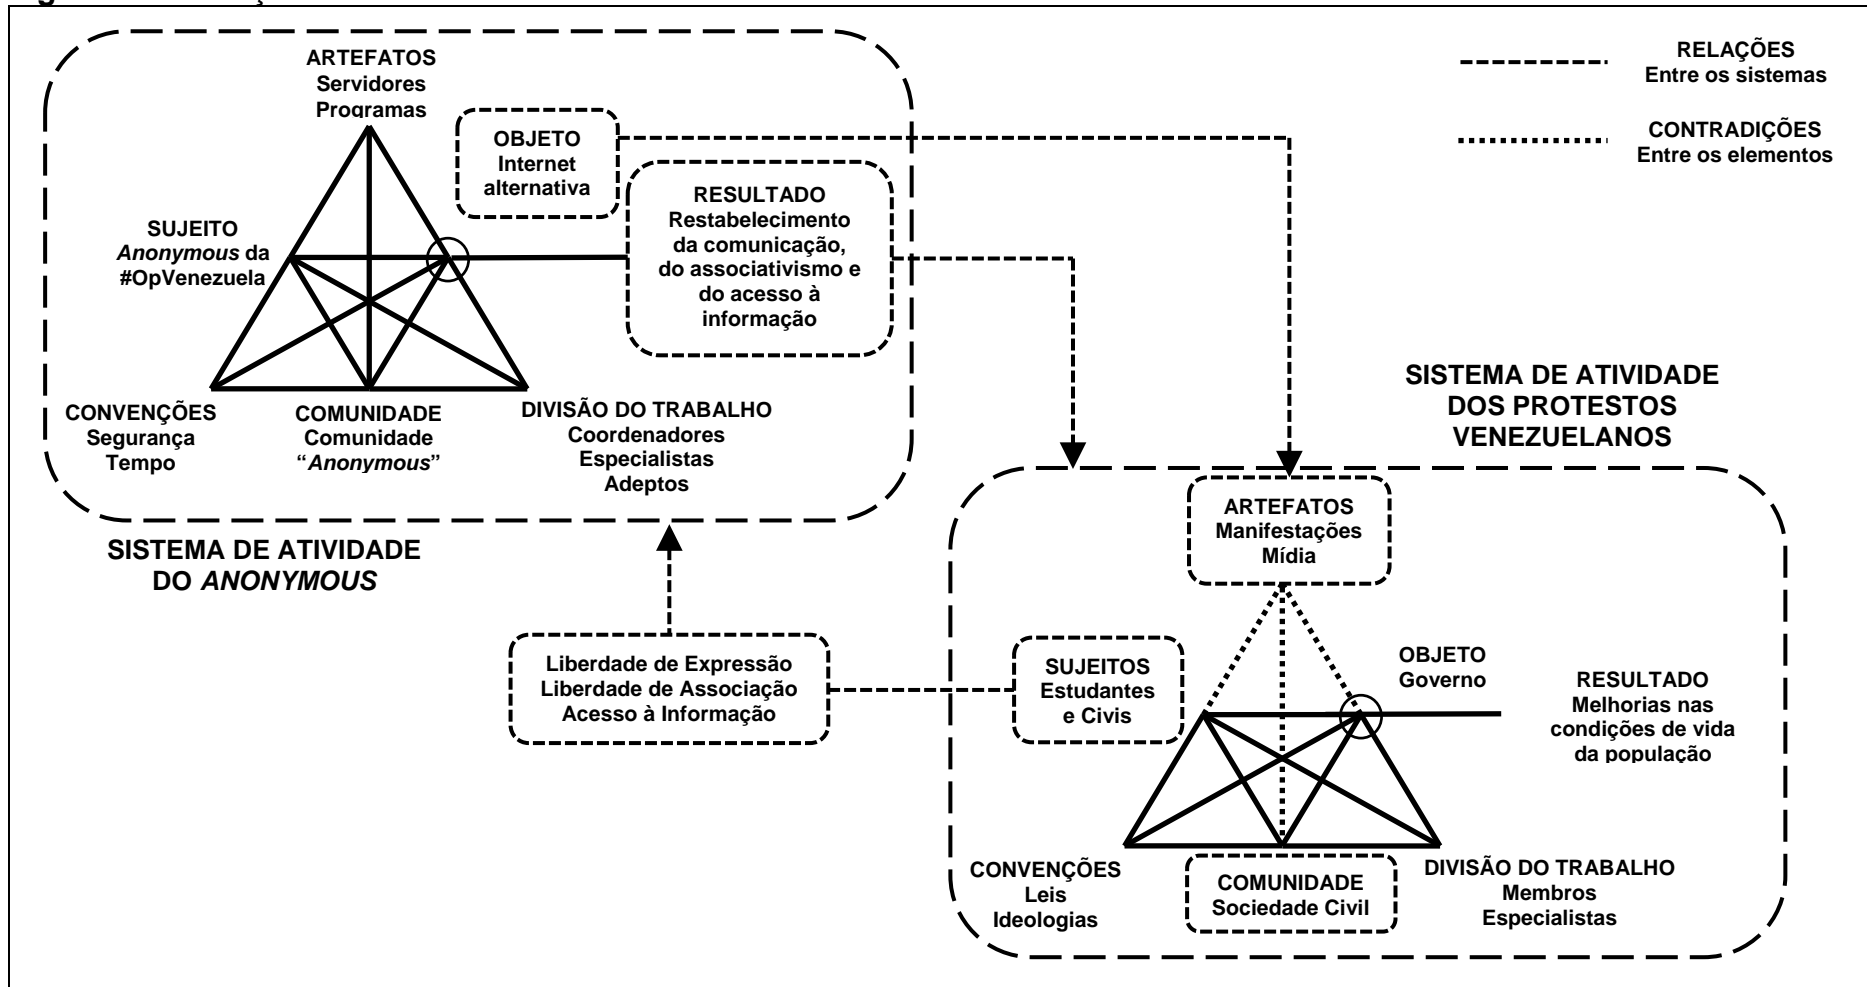 ARTEFATOS
Servidores
Programas
OBJETO
Internet
alternativa
RESULTADO
Restabelecimento
da comunicação,
do associativismo e
do acesso à
informação
SUJEITO
Anonymous da
#OpVenezuela
CONVENÇÕES
Segurança
Tempo
COMUNIDADE
Comunidade
“Anonymous”
DIVISÃO DO TRABALHO
Coordenadores
Especialistas
Adeptos
SISTEMA DE ATIVIDADE
DO ANONYMOUS
RELAÇÕES
Entre os sistemas
CONTRADIÇÕES
Entre os elementos
SISTEMA DE ATIVIDADE
DOS PROTESTOS
VENEZUELANOS
ARTEFATOS
Manifestações
Mídia
Liberdade de Expressão
Liberdade de Associação
Acesso à Informação
SUJEITOS
Estudantes
e Civis
OBJETO
Governo
RESULTADO
Melhorias nas
condições de vida
da população
CONVENÇÕES
Leis
Ideologias
COMUNIDADE
Sociedade Civil
DIVISÃO DO TRABALHO
Membros
Especialistas